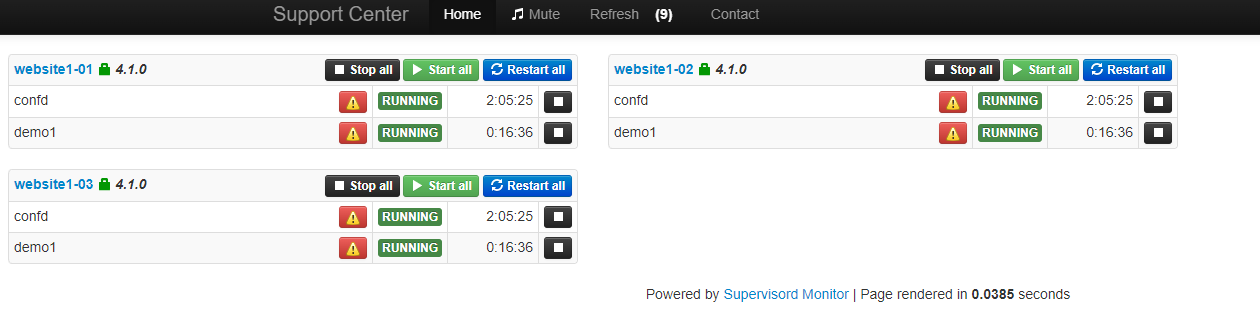 Support Center Home Mute Refresh (9) Contact
website1-01 4.1.0 Stop all Start all Restart all
confd RUNNING 2:05:25
demo1 RUNNING 0:16:36
website1-02 4.1.0 Stop all Start all Restart all
confd RUNNING 2:05:25
demo1 RUNNING 0:16:36
website1-03 4.1.0 Stop all Start all Restart all
confd RUNNING 2:05:25
demo1 RUNNING 0:16:36
Powered by Supervisord Monitor | Page rendered in 0.0385 seconds